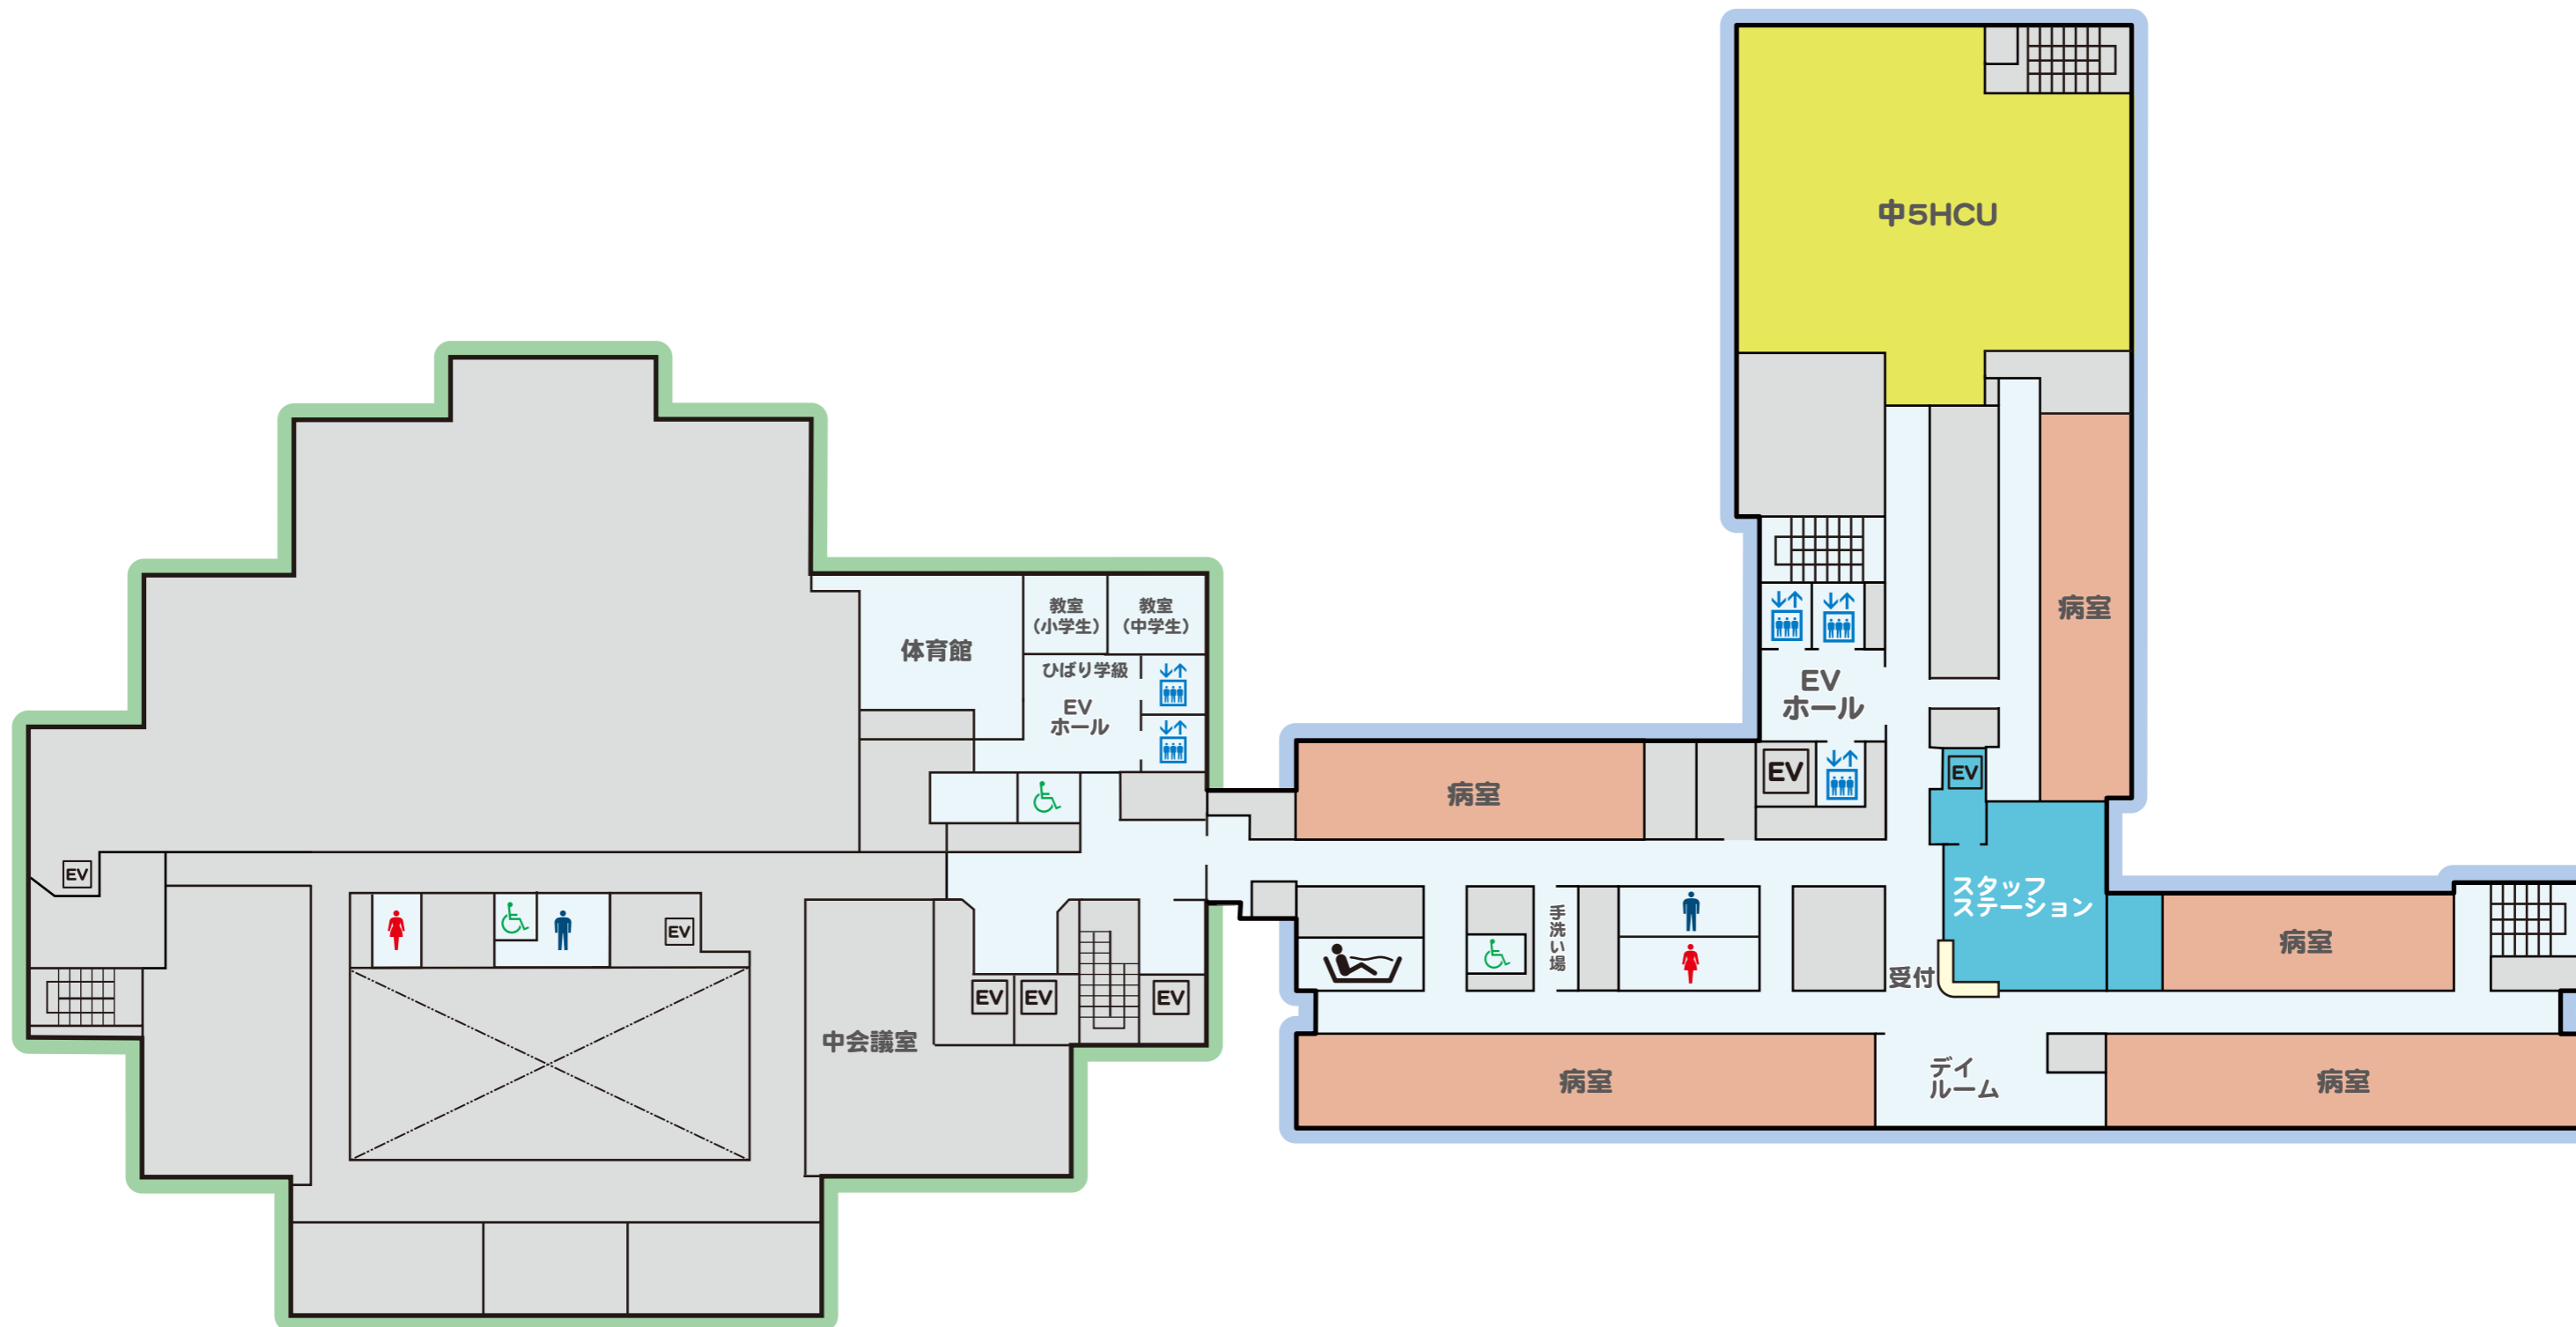 中5HCU
病室
教室
(小学生)
教室
(中学生)
体育館
ひばり学級
EV
ホール
EV
ホール
病室
EV
EV
EV
スタッフ
ステーション
手洗い場
病室
受付
EV
EV
EV
EV
中会議室
病室
デイ
ルーム
病室